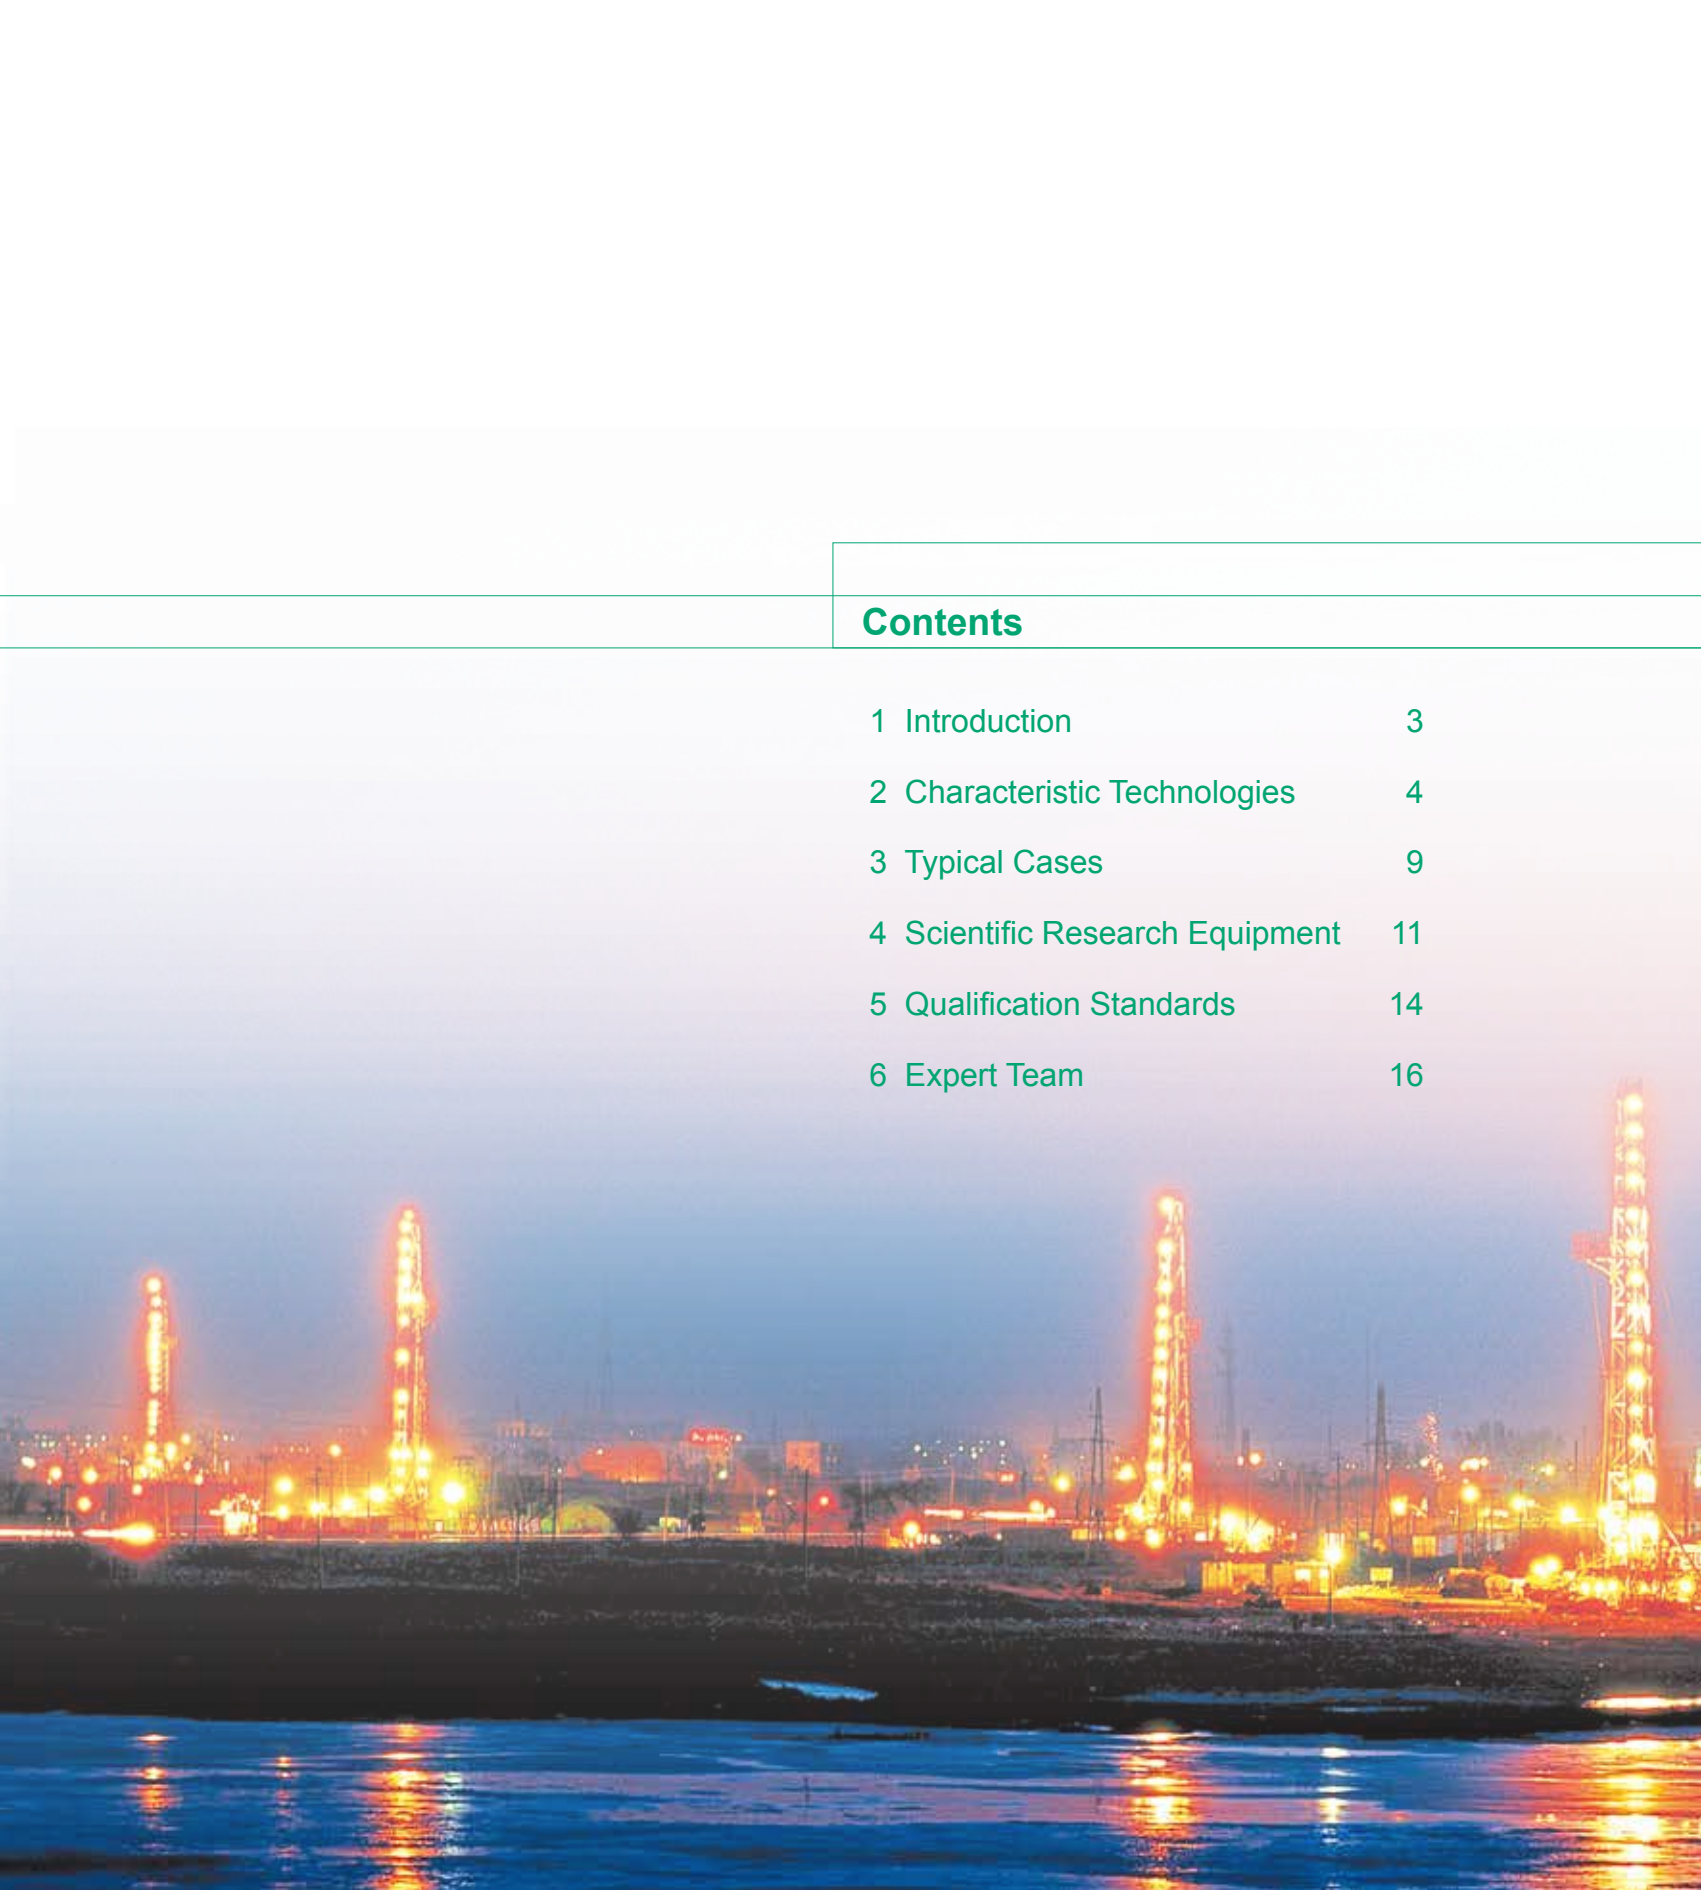 Contents
1 Introduction 3
2 Characteristic Technologies 4
3 Typical Cases 9
4 Scientific Research Equipment 11
5 Qualification Standards 14
6 Expert Team 16